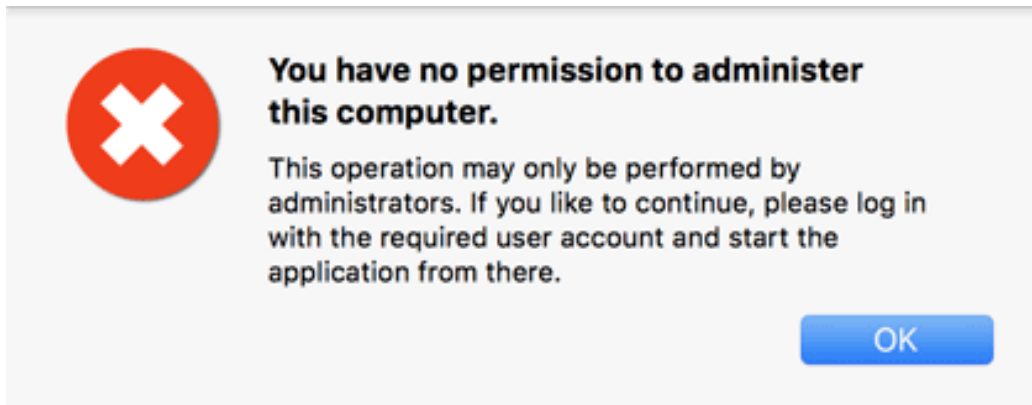 You have no permission to administer
this computer.
This operation may only be performed by
administrators. If you like to continue, please log in
with the required user account and start the
application from there.
OK